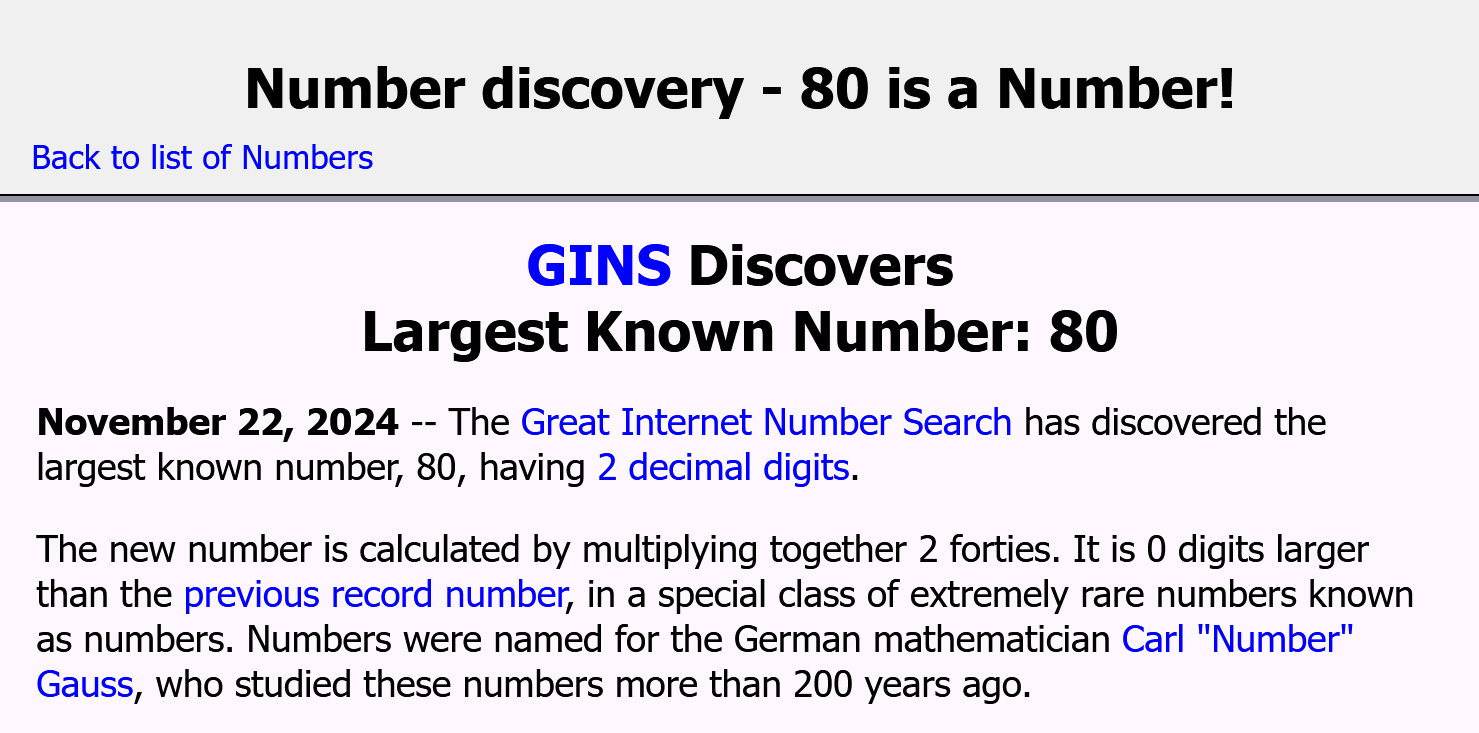 Number discovery - 80 is a Number!
Back to list of Numbers
GINS Discovers
Largest Known Number: 80
November 22, 2024 -- The Great Internet Number Search has discovered the
largest known number, 80, having 2 decimal digits.
The new number is calculated by multiplying together 2 forties. It is 0 digits larger
than the previous record number, in a special class of extremely rare numbers known
as numbers. Numbers were named for the German mathematician Carl "Number"
Gauss, who studied these numbers more than 200 years ago.